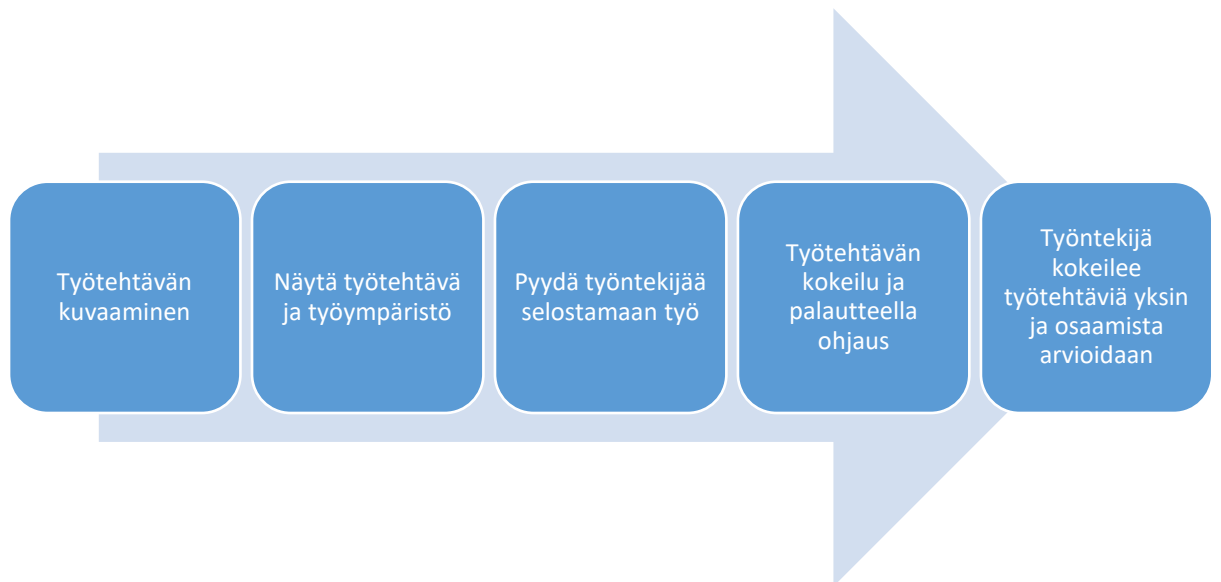 Työtehtävän
kuvaaminen
Näytä työtehtävä
ja työympäristö
Pyydä työntekijää
selostamaan työ
Työtehtävän
kokeilu ja
palautteella
ohjaus
Työntekijä
kokeilee
työtehtäviä yksin
ja osaamista
arvioidaan